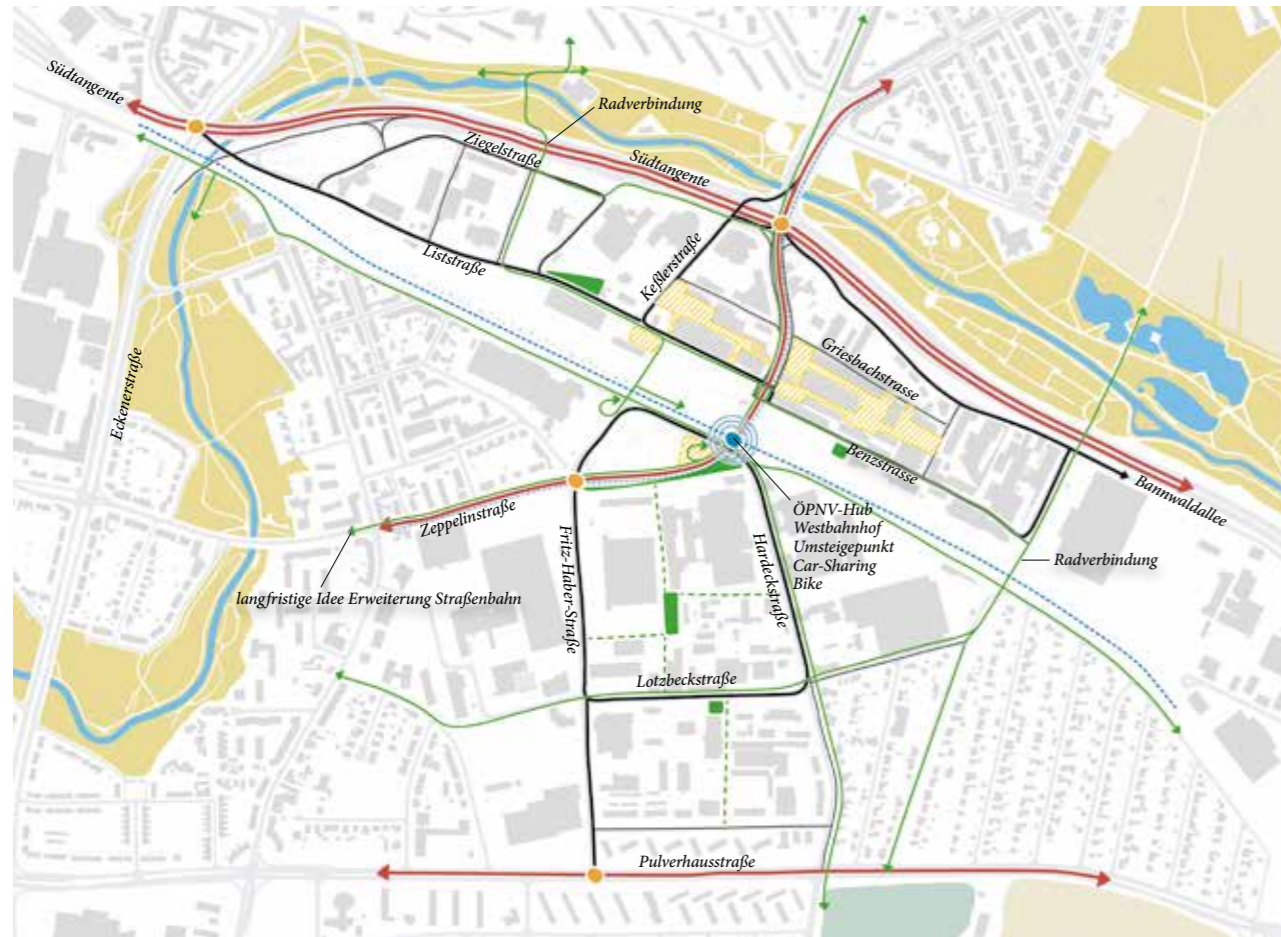 Südtangente
Radverbindung
Ziegelstraße
Südtangente
Liststraße
Keßlerstraße
Griesbachstrasse
Eckenerstraße
Benzstrasse
Bannwaldallee
Zeppelinstraße
ÖPNV-Hub
Westbahnhof
Umsteigepunkt
Car-Sharing
Bike
Fritz-Haber-Straße
Hardeckstraße
Radverbindung
langfristige Idee Erweiterung Straßenbahn
Lotzbeckstraße
Pulverhausstraße